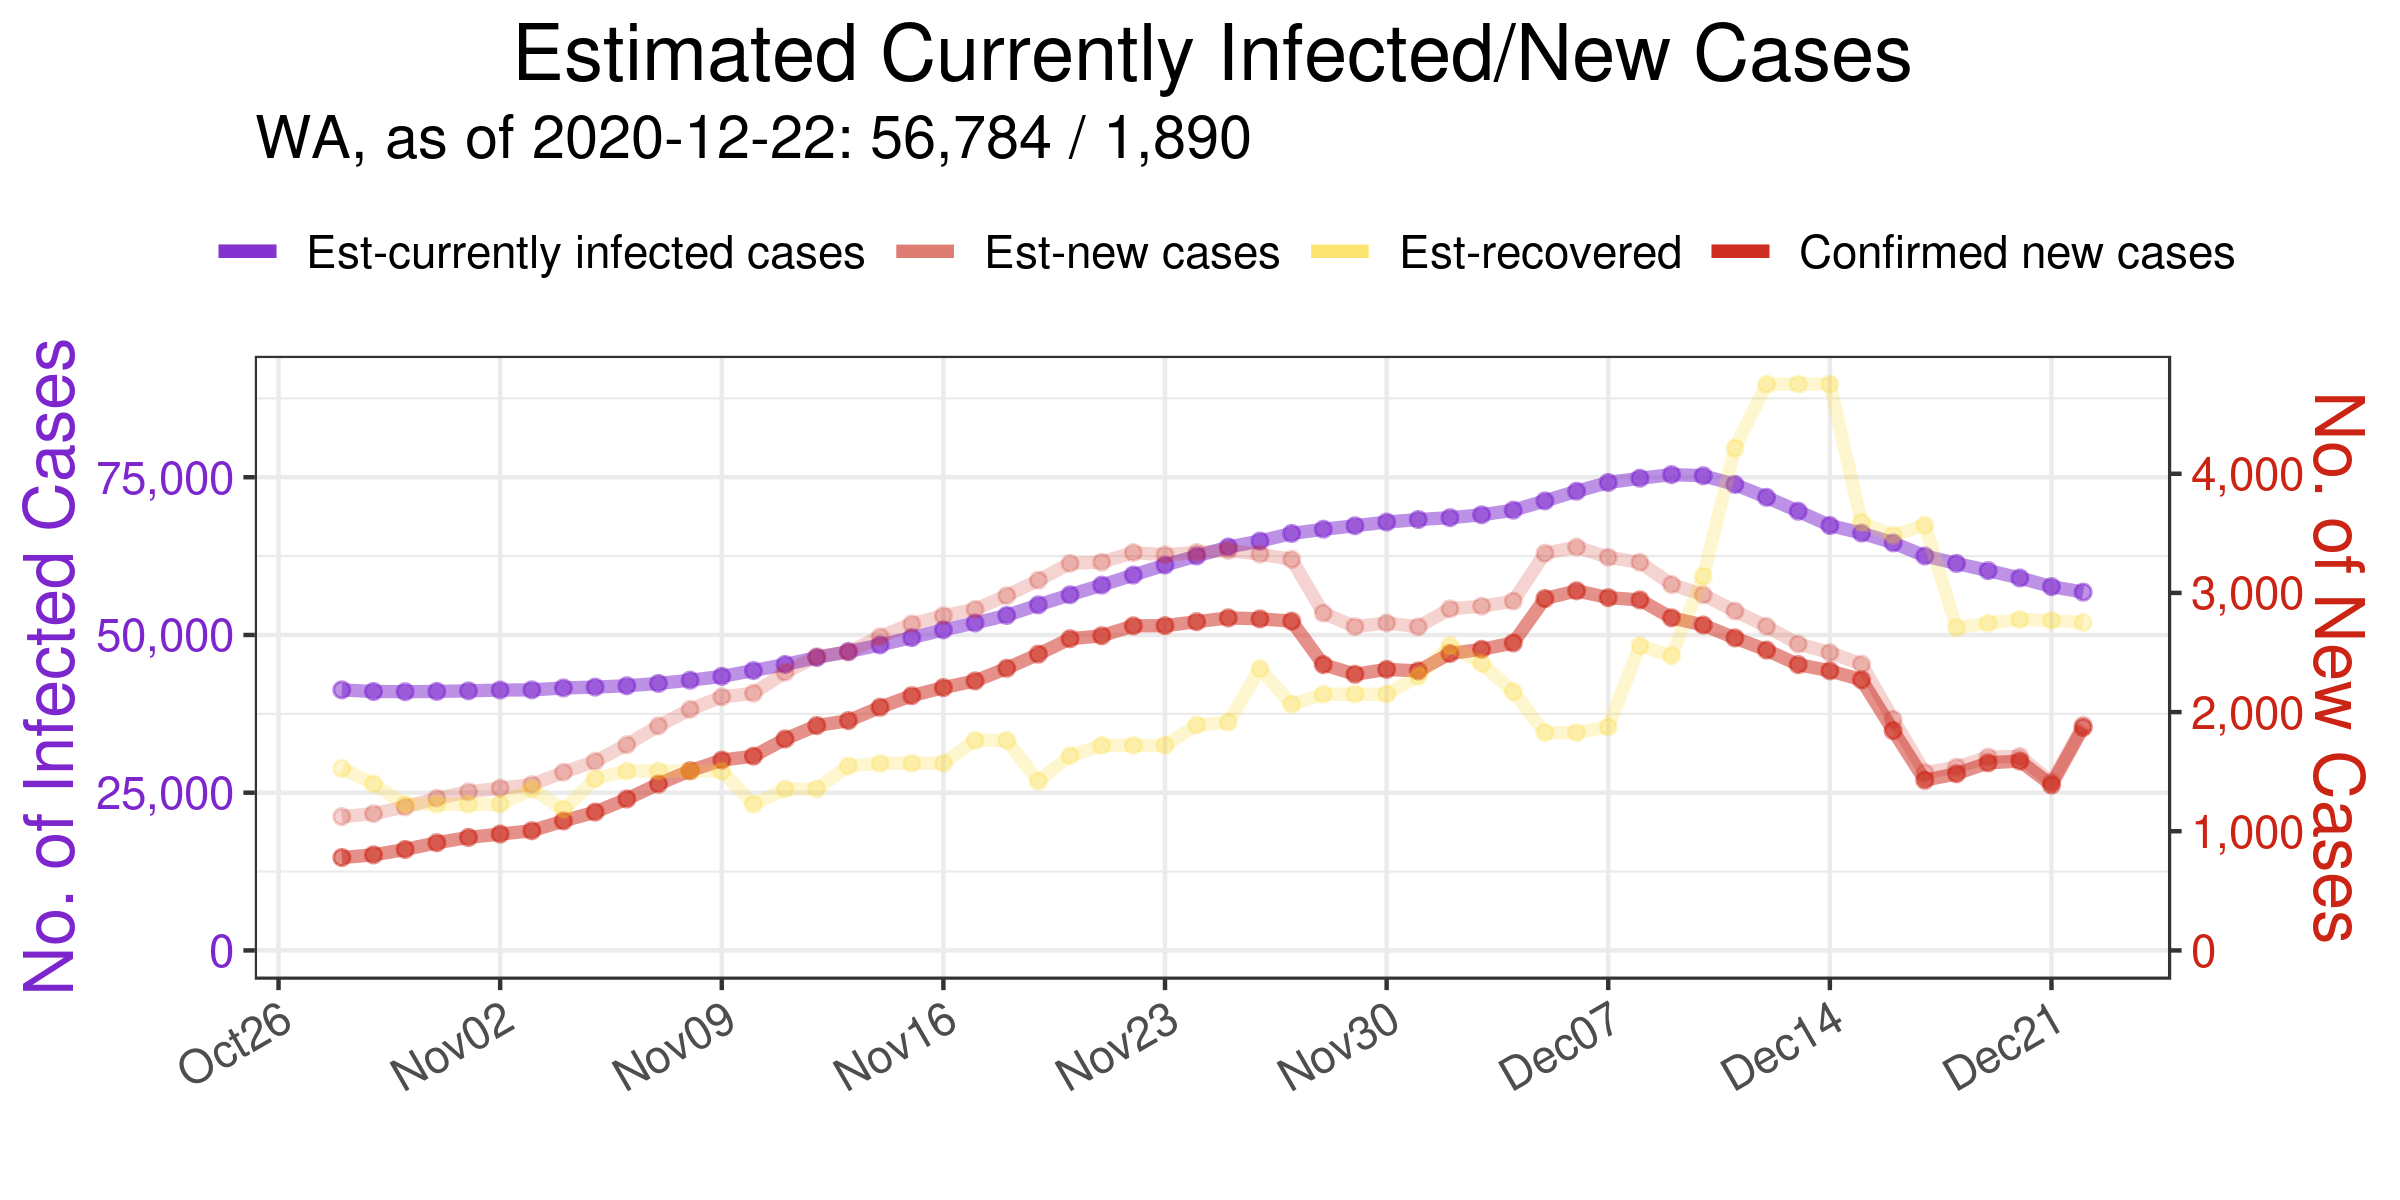 Estimated Currently Infected/New Cases
WA, as of 2020-12-22: 56,784 / 1,890
Est-currently infected cases
Est-new cases
Est-recovered
Confirmed new cases
No. of Infected Cases
75,000
50,000
25,000
0
4,000
3,000
2,000
1,000
0
No. of New Cases
Oct26
Nov02
Nov09
Nov16
Nov23
Nov30
Dec07
Dec14
Dec21